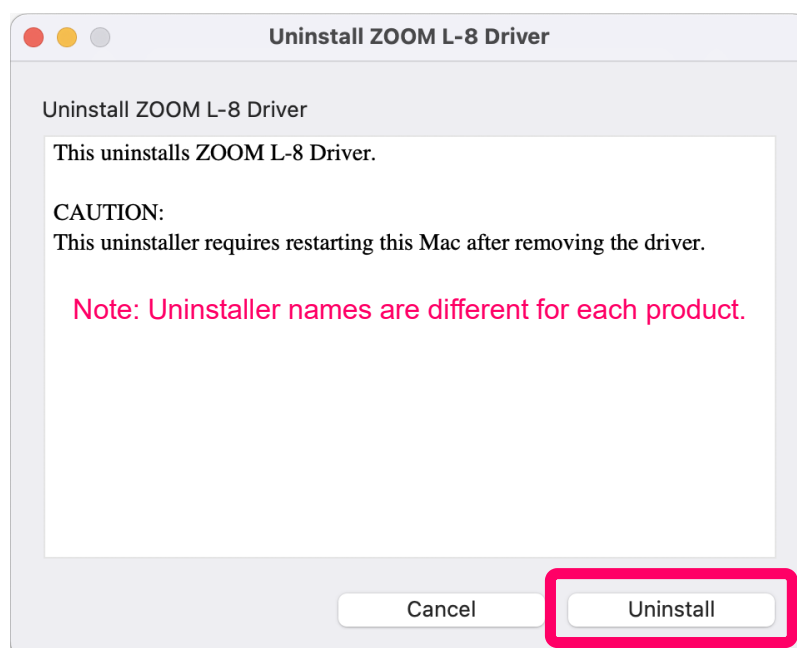 Uninstall ZOOM L-8 Driver
Uninstall ZOOM L-8 Driver
This uninstalls ZOOM L-8 Driver.
CAUTION:
This uninstaller requires restarting this Mac after removing the driver.
Note: Uninstaller names are different for each product.
Cancel
Uninstall